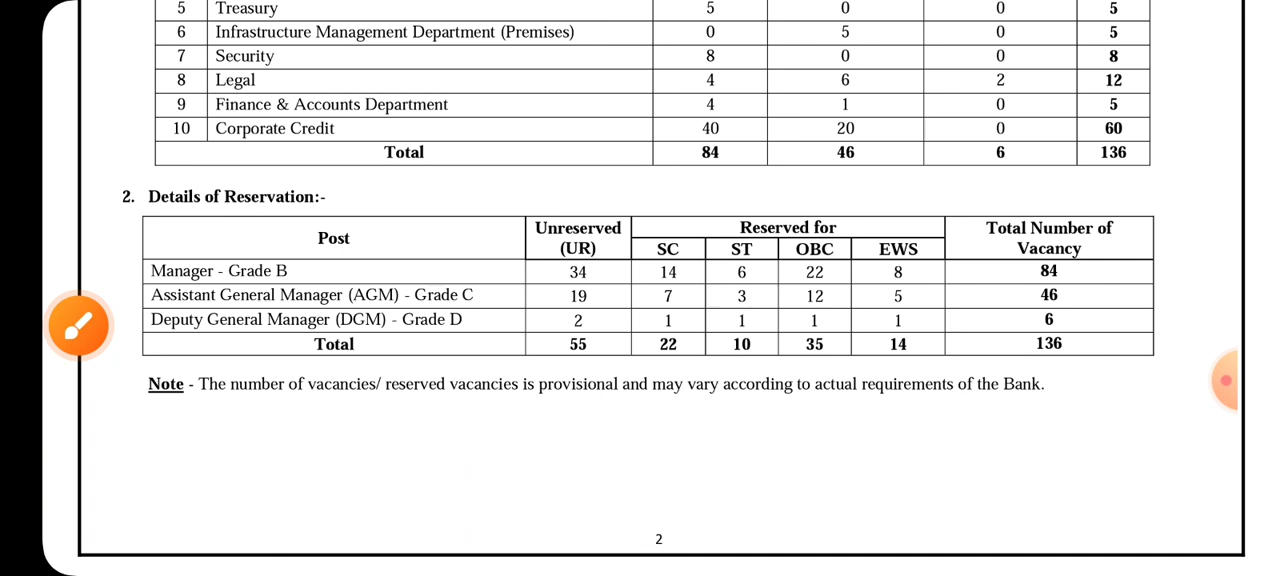 5 Treasury 5 0 0 5
6 Infrastructure Management Department (Premises) 0 5 0 5
7 Security 8 0 0 8
8 Legal 4 6 2 12
9 Finance & Accounts Department 4 1 0 5
10 Corporate Credit 40 20 0 60
Total 84 46 6 136
2. Details of Reservation:-
Post Unreserved (UR) Reserved for Total Number of Vacancy
SC ST OBC EWS
Manager - Grade B 34 14 6 22 8 84
Assistant General Manager (AGM) - Grade C 19 7 3 12 5 46
Deputy General Manager (DGM) - Grade D 2 1 1 1 1 6
Total 55 22 10 35 14 136
Note - The number of vacancies/ reserved vacancies is provisional and may vary according to actual requirements of the Bank.
2